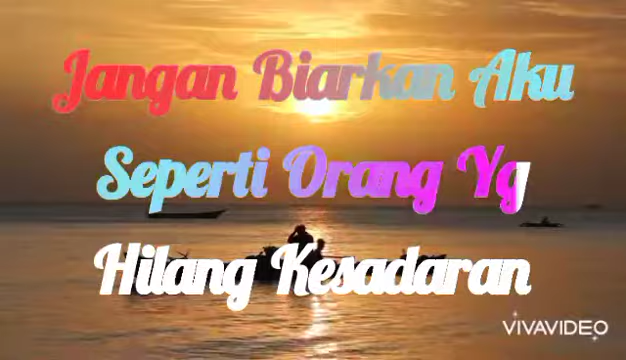 Jangan Biarkan Aku
Seperti Orang Yg
Hilang Kesadaran
VIVAVIDEO